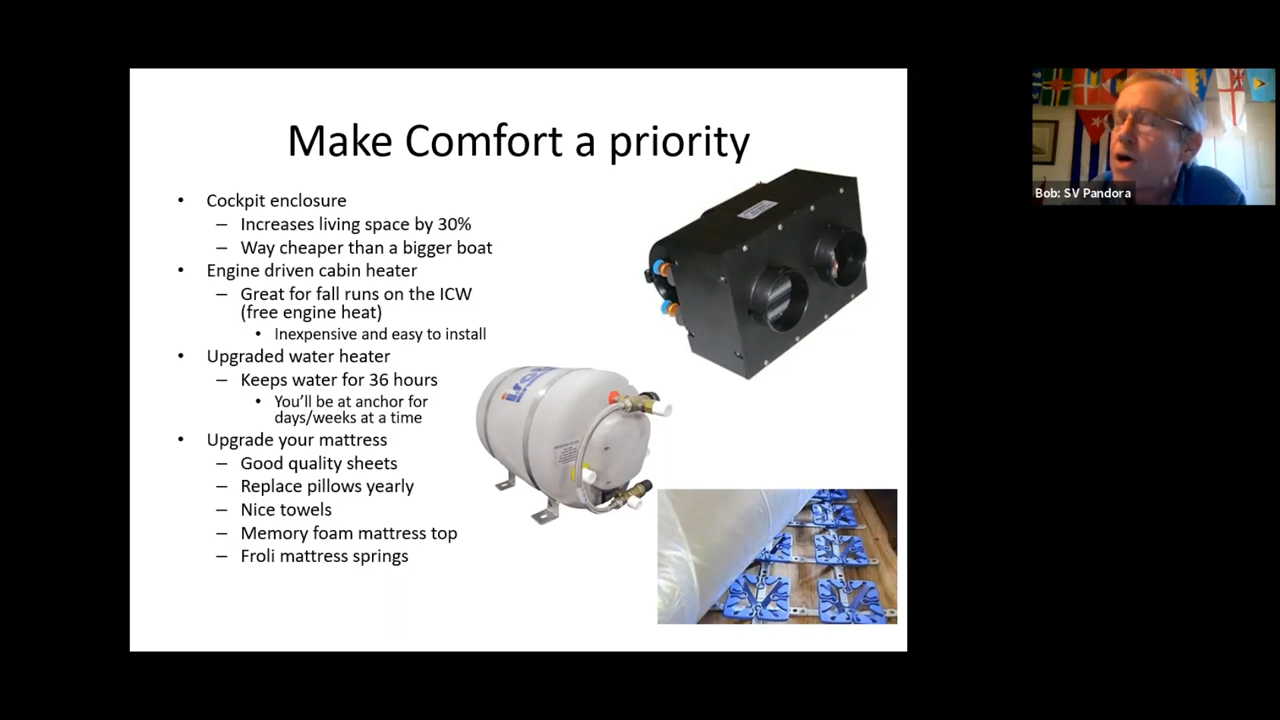 Make Comfort a priority
• Cockpit enclosure
– Increases living space by 30%
– Way cheaper than a bigger boat
• Engine driven cabin heater
– Great for fall runs on the ICW
(free engine heat)
• Inexpensive and easy to install
• Upgraded water heater
– Keeps water for 36 hours
• You’ll be at anchor for
days/weeks at a time
• Upgrade your mattress
– Good quality sheets
– Replace pillows yearly
– Nice towels
– Memory foam mattress top
– Froli mattress springs
Bob: SV Pandora